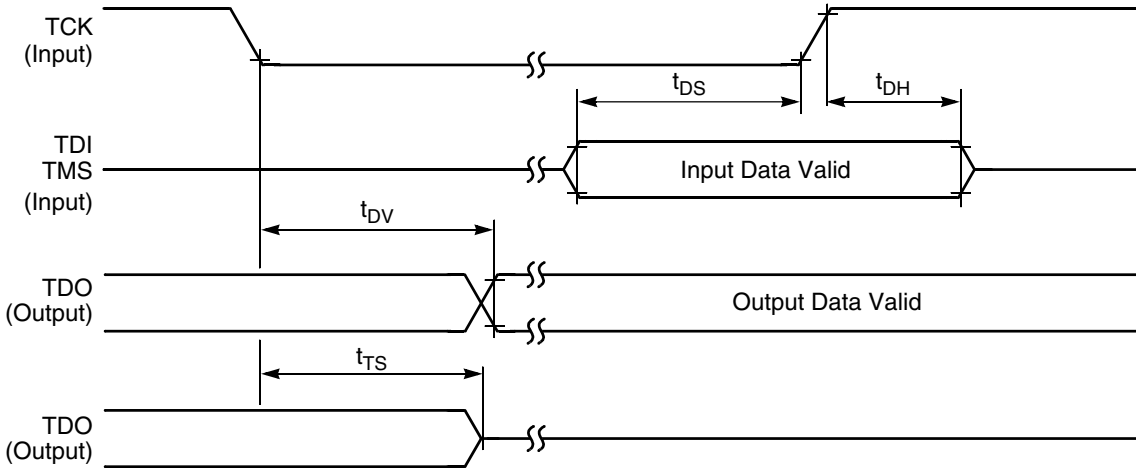 TCK
(Input)
tDS
tDH
TDI
TMS
(Input)
Input Data Valid
tDV
TDO
(Output)
Output Data Valid
tTS
TDO
(Output)